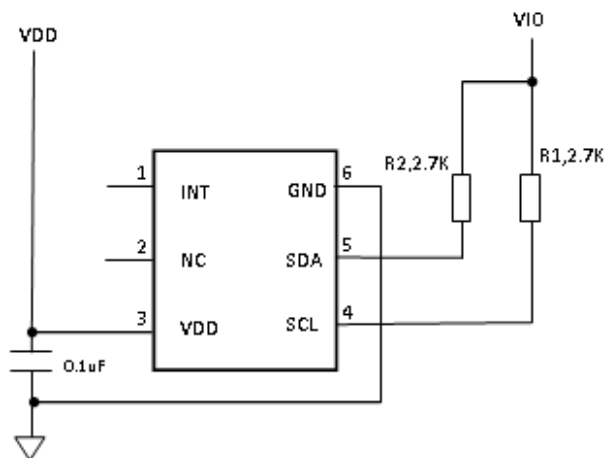 VDD
VIO
R2,2.7K
R1,2.7K
1
INT
GND
6
2
NC
SDA
5
3
VDD
SCL
4
0.1uF